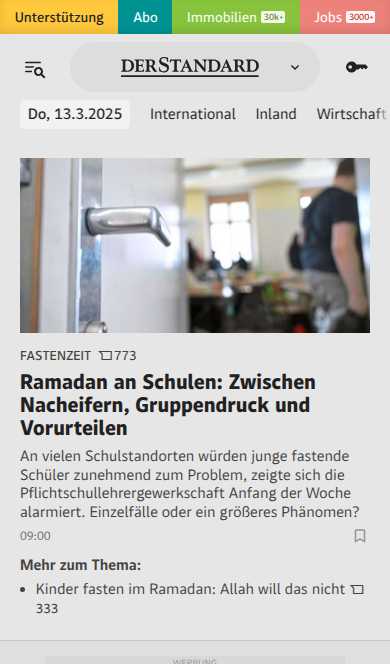 Unterstützung Abo Immobilien 30k+ Jobs 3000+
DERSTANDARD
Do, 13.3.2025 International Inland Wirtschaft
FASTENZEIT 773
Ramadan an Schulen: Zwischen
Nacheifern, Gruppendruck und
Vorurteilen
An vielen Schulstandorten würden junge fastende
Schüler zunehmend zum Problem, zeigte sich die
Pflichtschullehrergewerkschaft Anfang der Woche
alarmiert. Einzelfälle oder ein größeres Phänomen?
09:00
Mehr zum Thema:
• Kinder fasten im Ramadan: Allah will das nicht
333
WERBUNG